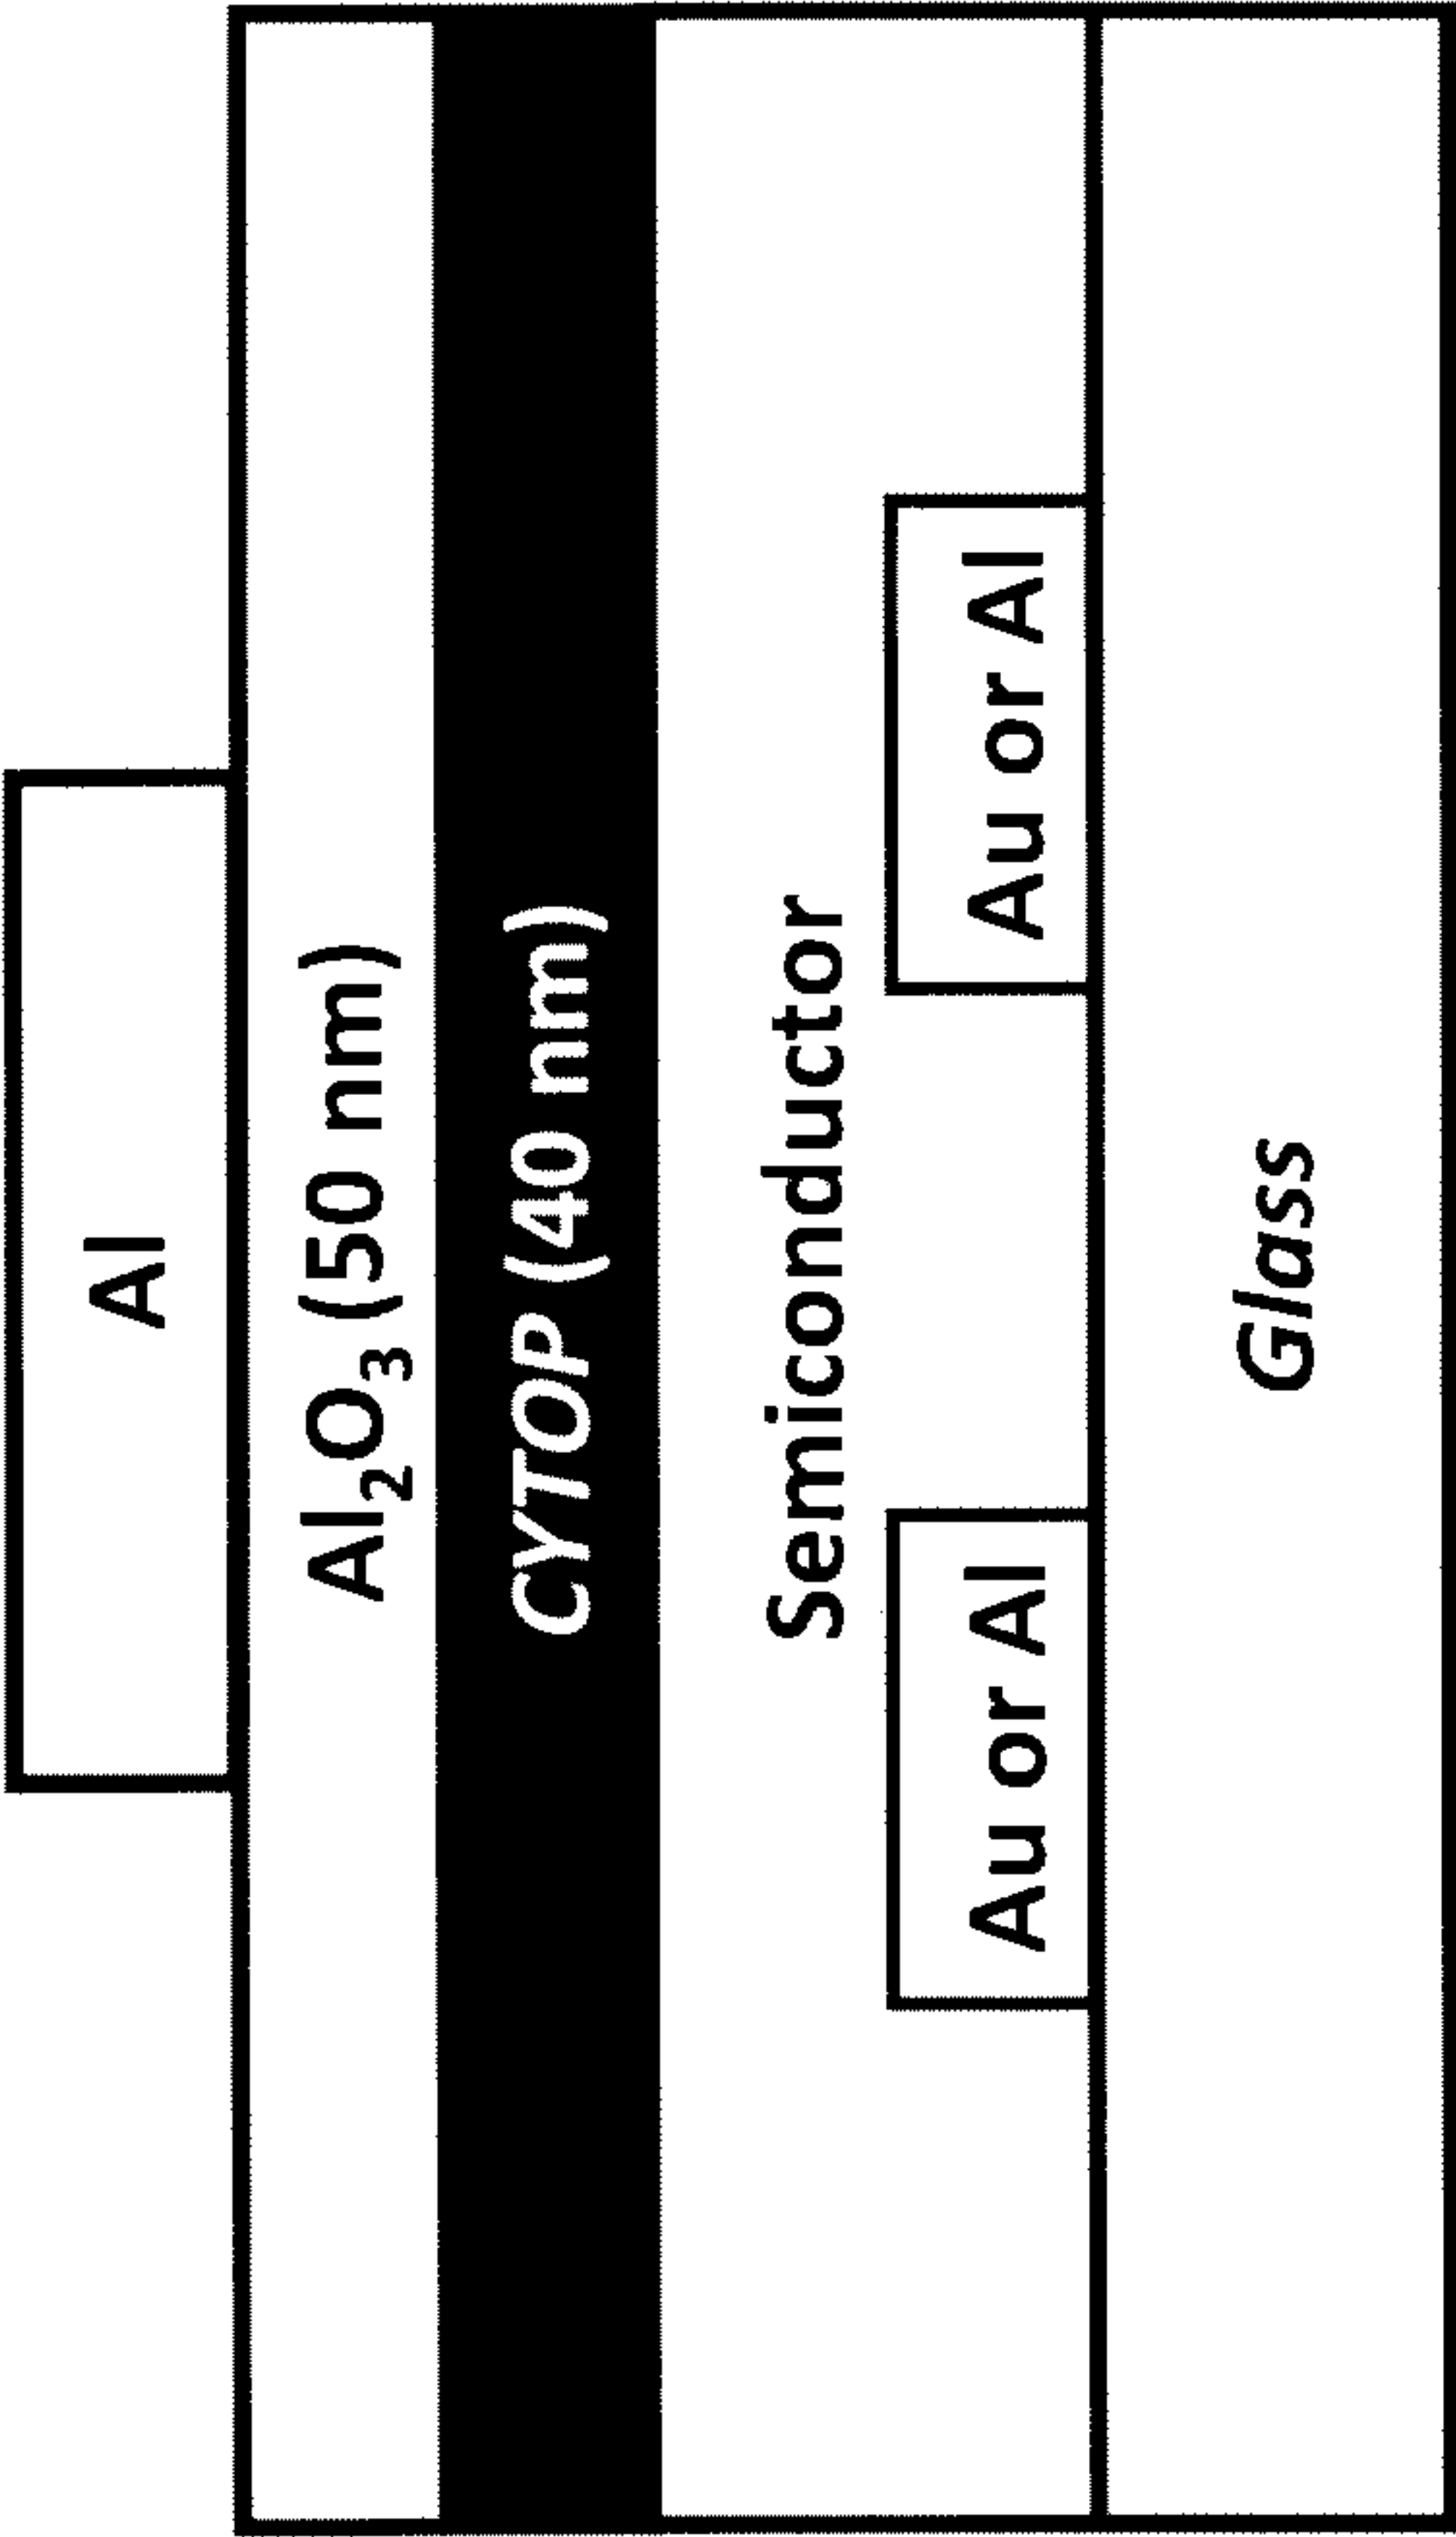 Al
Al₂O₃ (50 nm)
CYTOP (40 nm)
Semiconductor
Au or Al
Au or Al
Glass